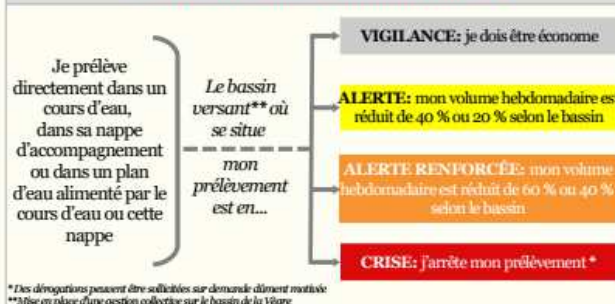 Je prélève
directement dans un
cours d'eau,
dans sa nappe
d'accompagnement
ou dans un plan
d'eau alimenté par le
cours d'eau ou cette
nappe
Le bassin
versant** où
se situe
mon
prélèvement
est en...
VIGILANCE: je dois être économe
ALERTE: mon volume hebdomadaire est
réduit de 40 % ou 20 % selon le bassin
ALERTE RENFORCÉE: mon volume
hebdomadaire est réduit de 60 % ou 40 %
selon le bassin
CRISE: j'arrête mon prélèvement *
* Des dérogations peuvent être sollicitées sur demande dûment motivée
**Mise en place d'une gestion collective sur le bassin de la Vègre